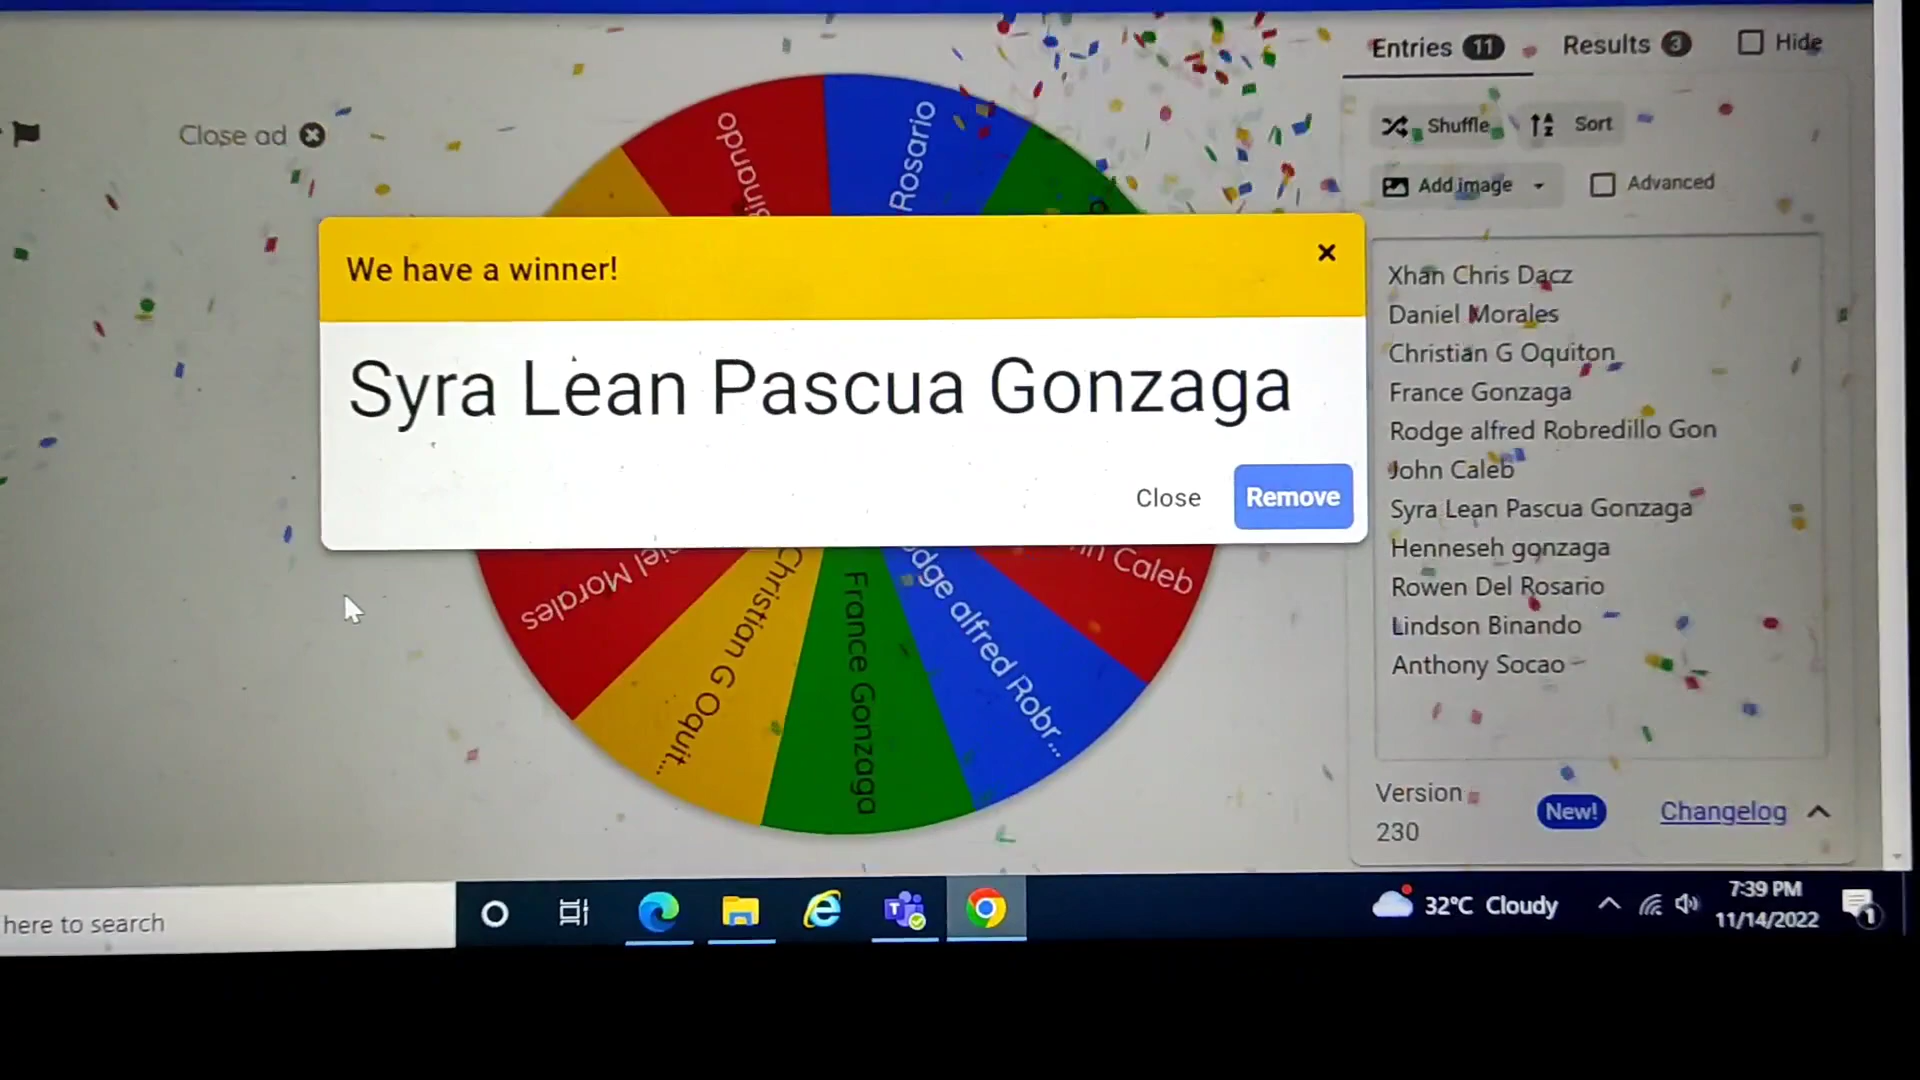 Entries 11
Results 3
Hide
Close ad
Shuffle
Sort
Add image
Advanced
Binando
Rosario
We have a winner!
Syra Lean Pascua Gonzaga
Close
Remove
Xhan Chris Dacz
Daniel Morales
Christian G Oquiton
France Gonzaga
Rodge alfred Robredillo Gon
John Caleb
Syra Lean Pascua Gonzaga
Henneseh gonzaga
Rowen Del Rosario
Lindson Binando
Anthony Socao
Morales
Christian G Oquit...
France Gonzaga
alfred Robr...
Caleb
Version
230
New!
Changelog
here to search
32°C Cloudy
7:39 PM
11/14/2022
1